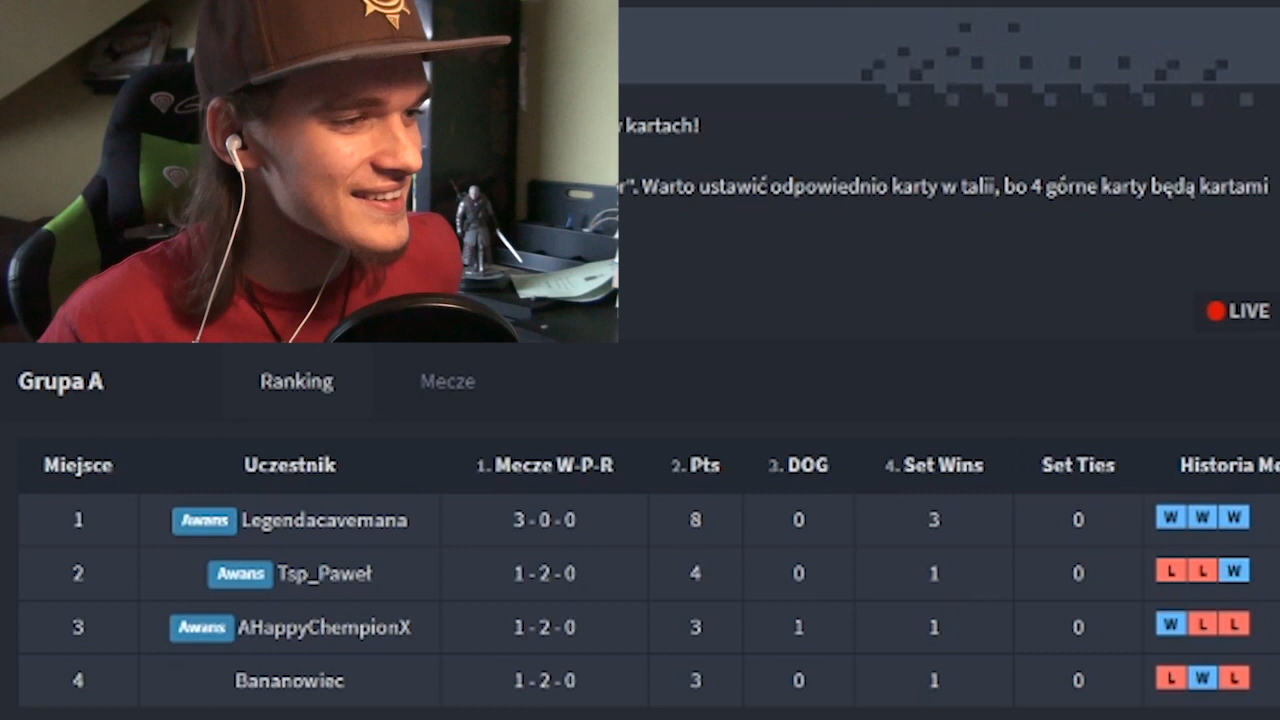 kartach!
r". Warto ustawić odpowiednio karty w talii, bo 4 górne karty będą kartami
LIVE
Grupa A Ranking Mecze
Miejsce Uczestnik 1. Mecze W-P-R 2. Pts 3. DOG 4. Set Wins Set Ties Historia Me
1 Awans Legendacavemana 3 - 0 - 0 8 0 3 0 W W W
2 Awans Tsp_Paweł 1 - 2 - 0 4 0 1 0 L L W
3 Awans AHappyChempionX 1 - 2 - 0 3 1 1 0 W L L
4 Bananowiec 1 - 2 - 0 3 0 1 0 L W L